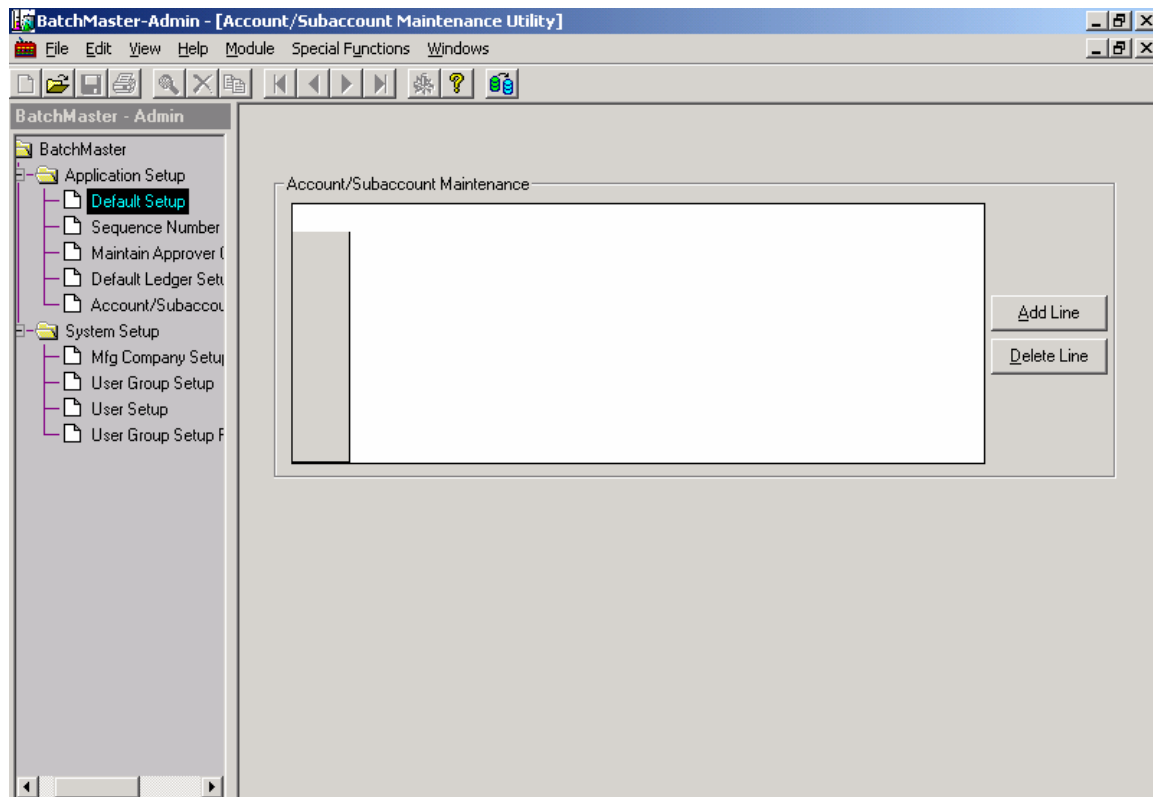 BatchMaster-Admin - [Account/Subaccount Maintenance Utility]
File Edit View Help Module Special Functions Windows
BatchMaster - Admin
BatchMaster
Application Setup
Default Setup
Sequence Number
Maintain Approver
Default Ledger Setu
Account/Subaccou
System Setup
Mfg Company Setu
User Group Setup
User Setup
User Group Setup
Account/Subaccount Maintenance
Add Line
Delete Line